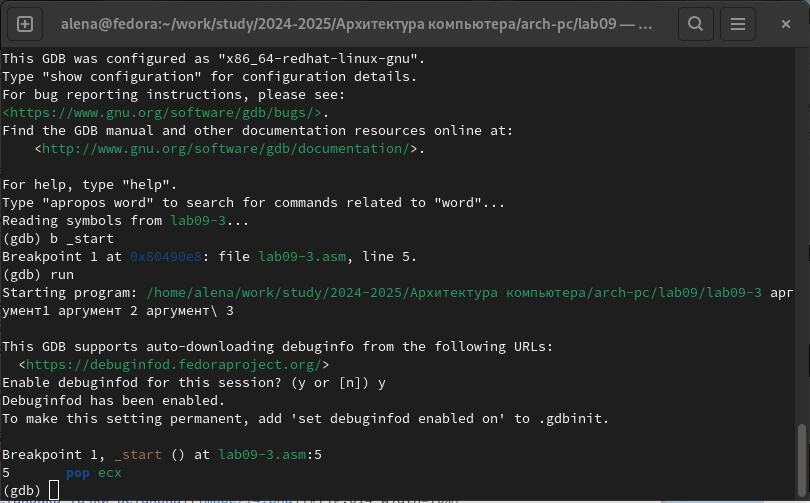 alena@fedora:~/work/study/2024-2025/Архитектура компьютера/arch-pc/lab09 — ...
This GDB was configured as "x86_64-redhat-linux-gnu".
Type "show configuration" for configuration details.
For bug reporting instructions, please see:
<https://www.gnu.org/software/gdb/bugs/>.
Find the GDB manual and other documentation resources online at:
    <http://www.gnu.org/software/gdb/documentation/>.

For help, type "help".
Type "apropos word" to search for commands related to "word"...
Reading symbols from lab09-3...
(gdb) b _start
Breakpoint 1 at 0x80490e8: file lab09-3.asm, line 5.
(gdb) run
Starting program: /home/alena/work/study/2024-2025/Архитектура компьютера/arch-pc/lab09/lab09-3 арг
умент1 аргумент 2 аргумент\ 3

This GDB supports auto-downloading debuginfo from the following URLs:
  <https://debuginfod.fedoraproject.org/>
Enable debuginfod for this session? (y or [n]) y
Debuginfod has been enabled.
To make this setting permanent, add 'set debuginfod enabled on' to .gdbinit.

Breakpoint 1, _start () at lab09-3.asm:5
5       pop ecx
(gdb)